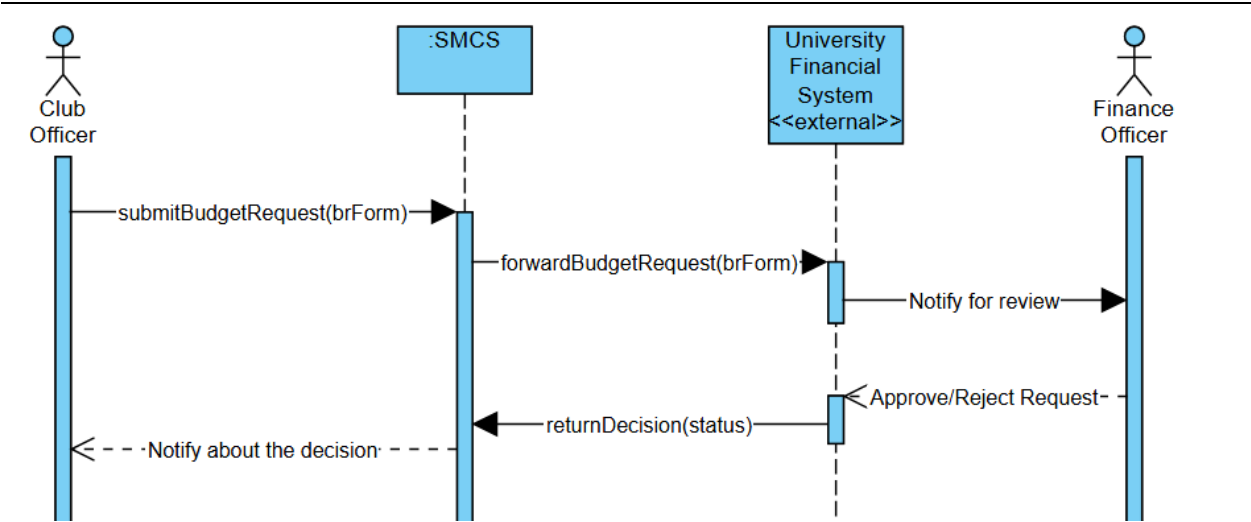 Club
Officer
:SMCS
University
Financial
System
<<external>>
Finance
Officer
submitBudgetRequest(brForm)
forwardBudgetRequest(brForm)
Notify for review
Approve/Reject Request
returnDecision(status)
Notify about the decision